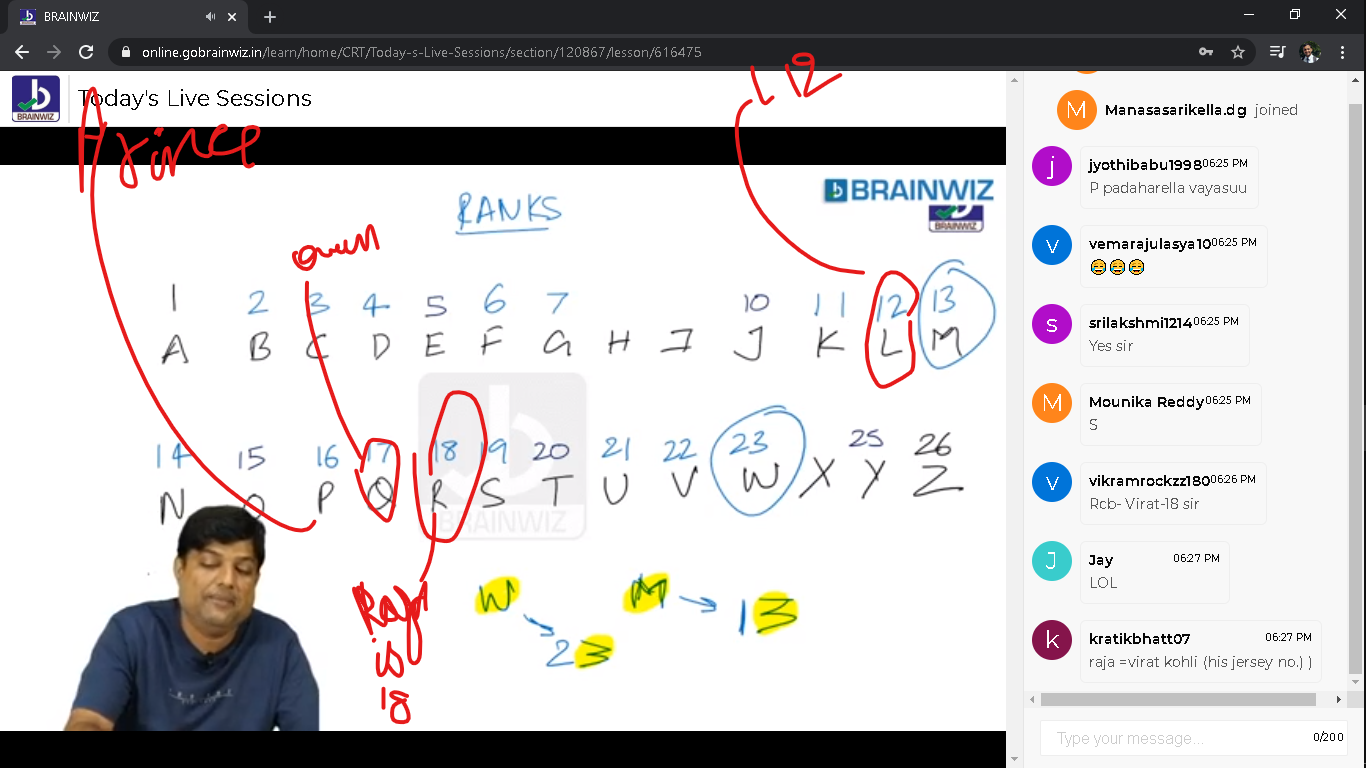 BRAINWIZ
online.gobrainwiz.in/learn/home/CRT/Today-s-Live-Sessions/section/120867/lesson/616475
BRAINWIZ
Today's Live Sessions
L 12
Prince
BRAINWIZ
BRAINWIZ
RANKS
1 2 3 4 5 6 7 10 11 12 13
A B C D E F G H I J K L M
14 15 16 17 18 19 20 21 22 23 25 26
N O P Q R S T U V W X Y Z
BRAINWIZ
W M → 13
23
is
18
Manasasarikella.dg joined
j
jyothibabu1998 06:25 PM
P padaharella vayasuu
v
vemarajulasya10 06:25 PM
😂😂😂
s
srilakshmi1214 06:25 PM
Yes sir
M
Mounika Reddy 06:25 PM
S
v
vikramrockzz180 06:26 PM
Rcb- Virat-18 sir
J
Jay 06:27 PM
LOL
k
kratikbhatt07 06:27 PM
raja =virat kohli (his jersey no.) )
Type your message...
0/200